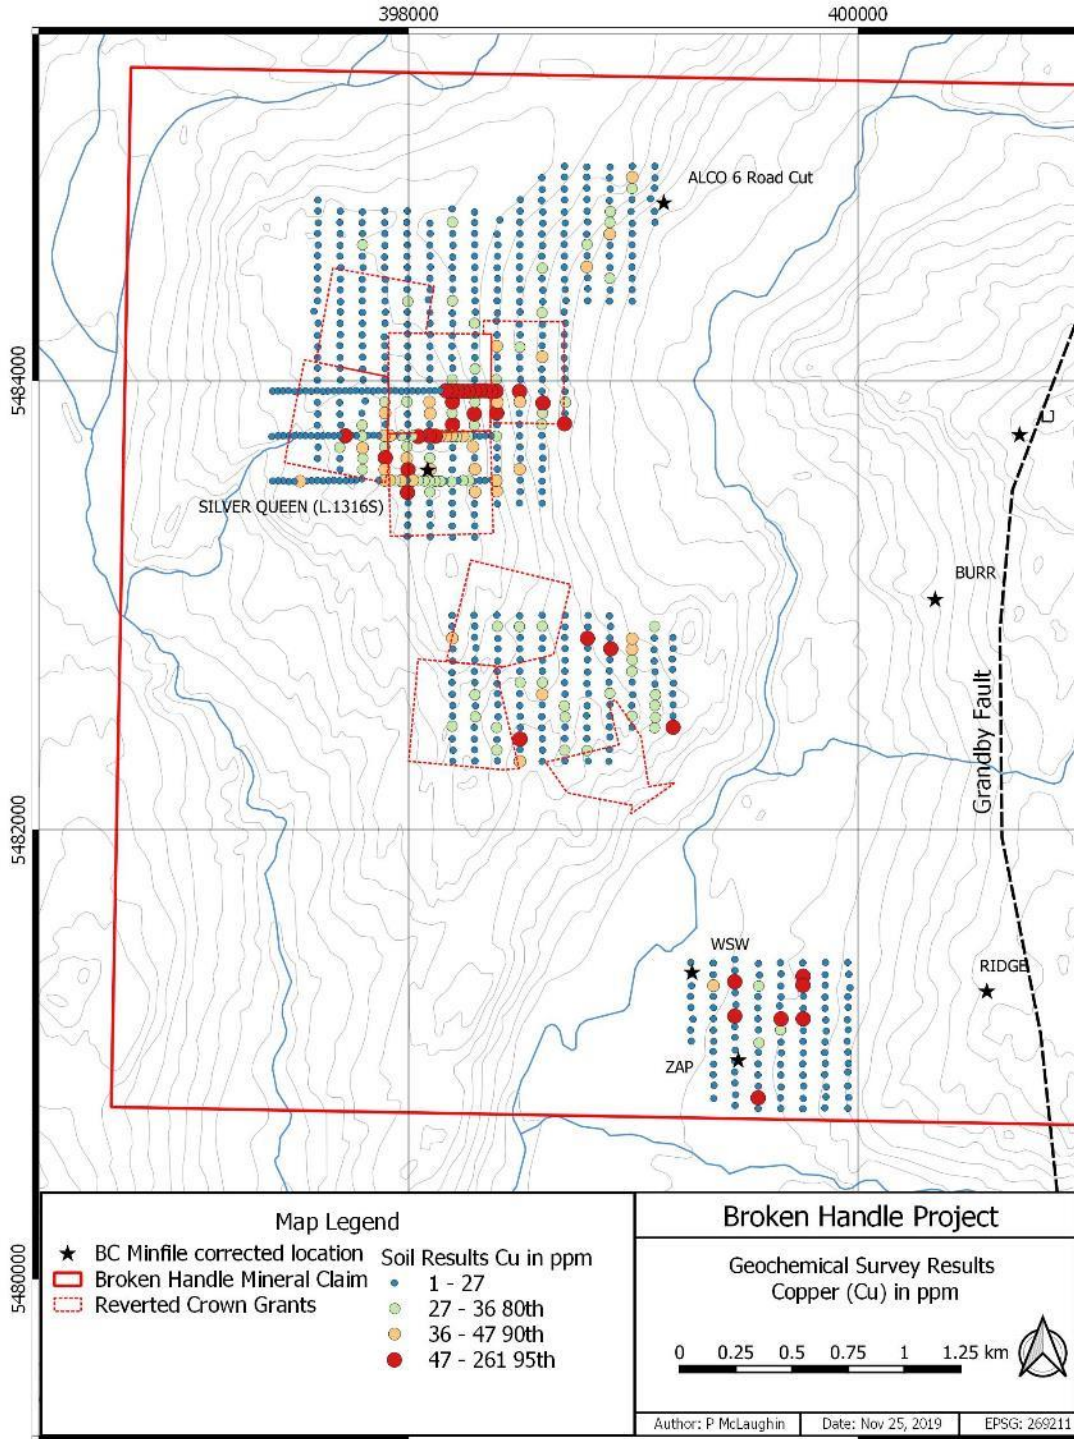 398000
400000
ALCO 6 Road Cut
5484000
SILVER QUEEN (L.1316S)
BURR
Grandby Fault
5482000
WSW
RIDGE
ZAP
5480000
Map Legend
BC Minfile corrected location
Broken Handle Mineral Claim
Reverted Crown Grants
Soil Results Cu in ppm
1 - 27
27 - 36 80th
36 - 47 90th
47 - 261 95th
Broken Handle Project
Geochemical Survey Results
Copper (Cu) in ppm
0 0.25 0.5 0.75 1 1.25 km
Author: P McLaughin
Date: Nov 25, 2019
EPSG: 269211